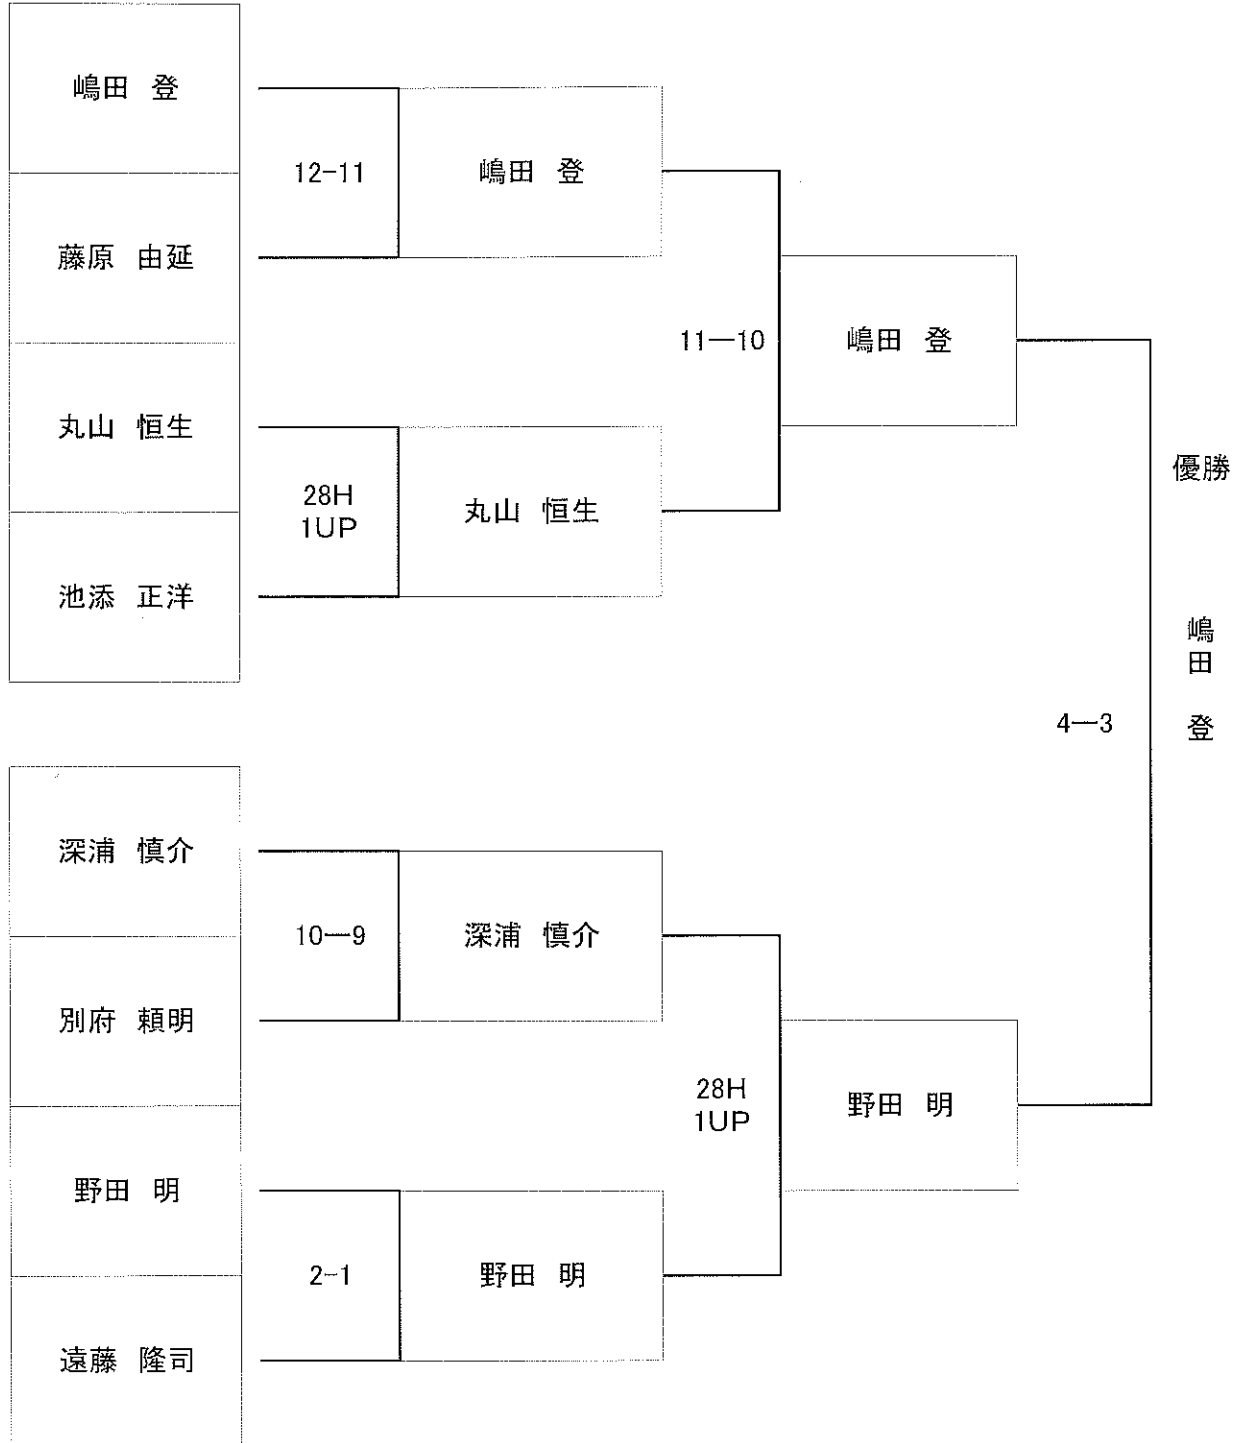 嶋田 登
藤原 由延
丸山 恒生
池添 正洋
12-11
嶋田 登
28H
1UP
丸山 恒生
11—10
嶋田 登
深浦 慎介
別府 頼明
野田 明
遠藤 隆司
10—9
深浦 慎介
2-1
野田 明
28H
1UP
野田 明
4—3
優勝
嶋田 登